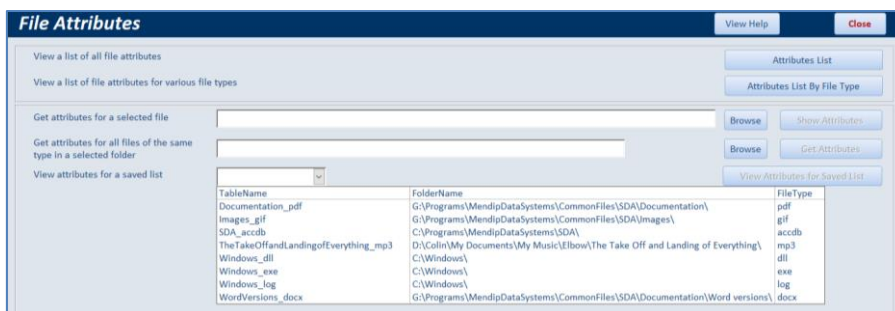 File Attributes View Help Close
View a list of all file attributes Attributes List
View a list of file attributes for various file types Attributes List By File Type
Get attributes for a selected file Browse Show Attributes
Get attributes for all files of the same
type in a selected folder Browse Get Attributes
View attributes for a saved list View Attributes for Saved List
TableName FolderName FileType
Documentation_pdf G:\Programs\MendipDataSystems\CommonFiles\SDA\Documentation\ pdf
Images_gif G:\Programs\MendipDataSystems\CommonFiles\SDA\Images\ gif
SDA_accdb C:\Programs\MendipDataSystems\SDA\ accdb
TheTakeOffandLandingofEverything_mp3 D:\Colin\My Documents\My Music\Elbow\The Take Off and Landing of Everything\ mp3
Windows_dll C:\Windows\ dll
Windows_exe C:\Windows\ exe
Windows_log C:\Windows\ log
WordVersions_docx G:\Programs\MendipDataSystems\CommonFiles\SDA\Documentation\Word versions\ docx